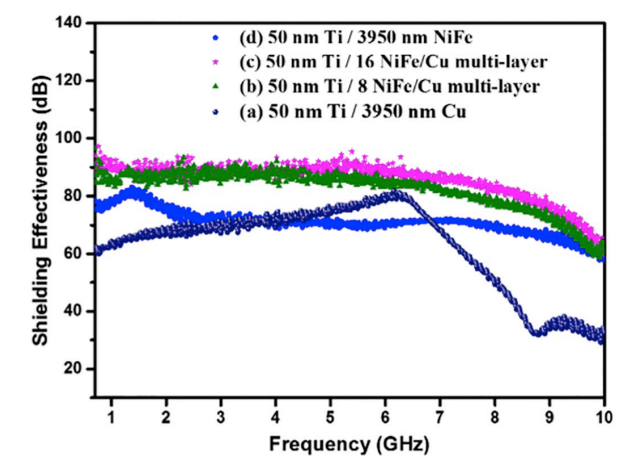 140
120
100
80
60
40
20
Shielding Effectiveness (dB)
(d) 50 nm Ti / 3950 nm NiFe
(c) 50 nm Ti / 16 NiFe/Cu multi-layer
(b) 50 nm Ti / 8 NiFe/Cu multi-layer
(a) 50 nm Ti / 3950 nm Cu
1 2 3 4 5 6 7 8 9 10
Frequency (GHz)